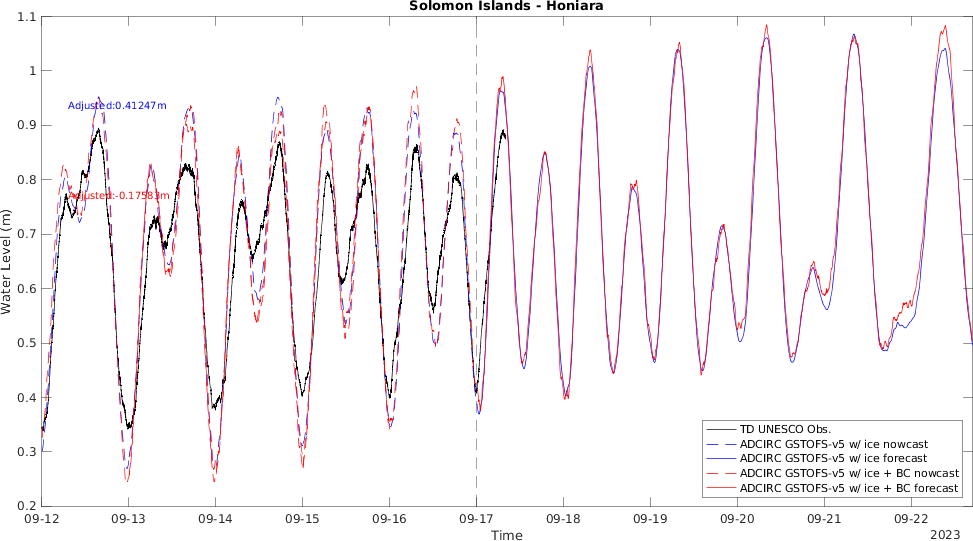 Solomon Islands - Honiara
1.1
1
0.9
0.8
0.7
0.6
0.5
0.4
0.3
0.2
Water Level (m)
Adjusted:0.41247m
Adjusted:-0.17583m
TD UNESCO Obs.
ADCIRC GSTOFS-v5 w/ ice nowcast
ADCIRC GSTOFS-v5 w/ ice forecast
ADCIRC GSTOFS-v5 w/ ice + BC nowcast
ADCIRC GSTOFS-v5 w/ ice + BC forecast
09-12 09-13 09-14 09-15 09-16 09-17 09-18 09-19 09-20 09-21 09-22
2023
Time